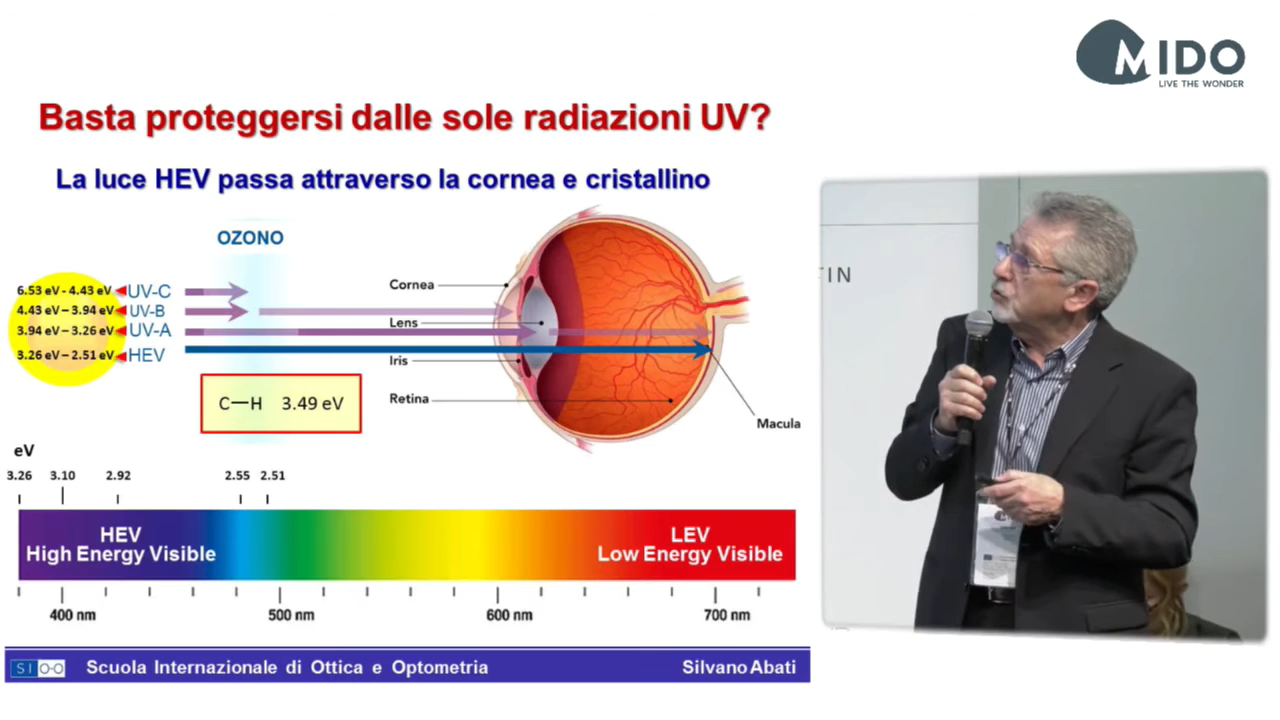 MIDO
LIVE THE WONDER
Basta proteggersi dalle sole radiazioni UV?
La luce HEV passa attraverso la cornea e cristallino
OZONO
6.53 eV - 4.43 eV UV-C
4.43 eV – 3.94 eV UV-B
3.94 eV – 3.26 eV UV-A
3.26 eV – 2.51 eV HEV
Cornea
Lens
Iris
Retina
Macula
C—H 3.49 eV
eV
3.26 3.10 2.92 2.55 2.51
HEV
High Energy Visible
LEV
Low Energy Visible
400 nm 500 nm 600 nm 700 nm
SIOO Scuola Internazionale di Ottica e Optometria Silvano Abati
IN